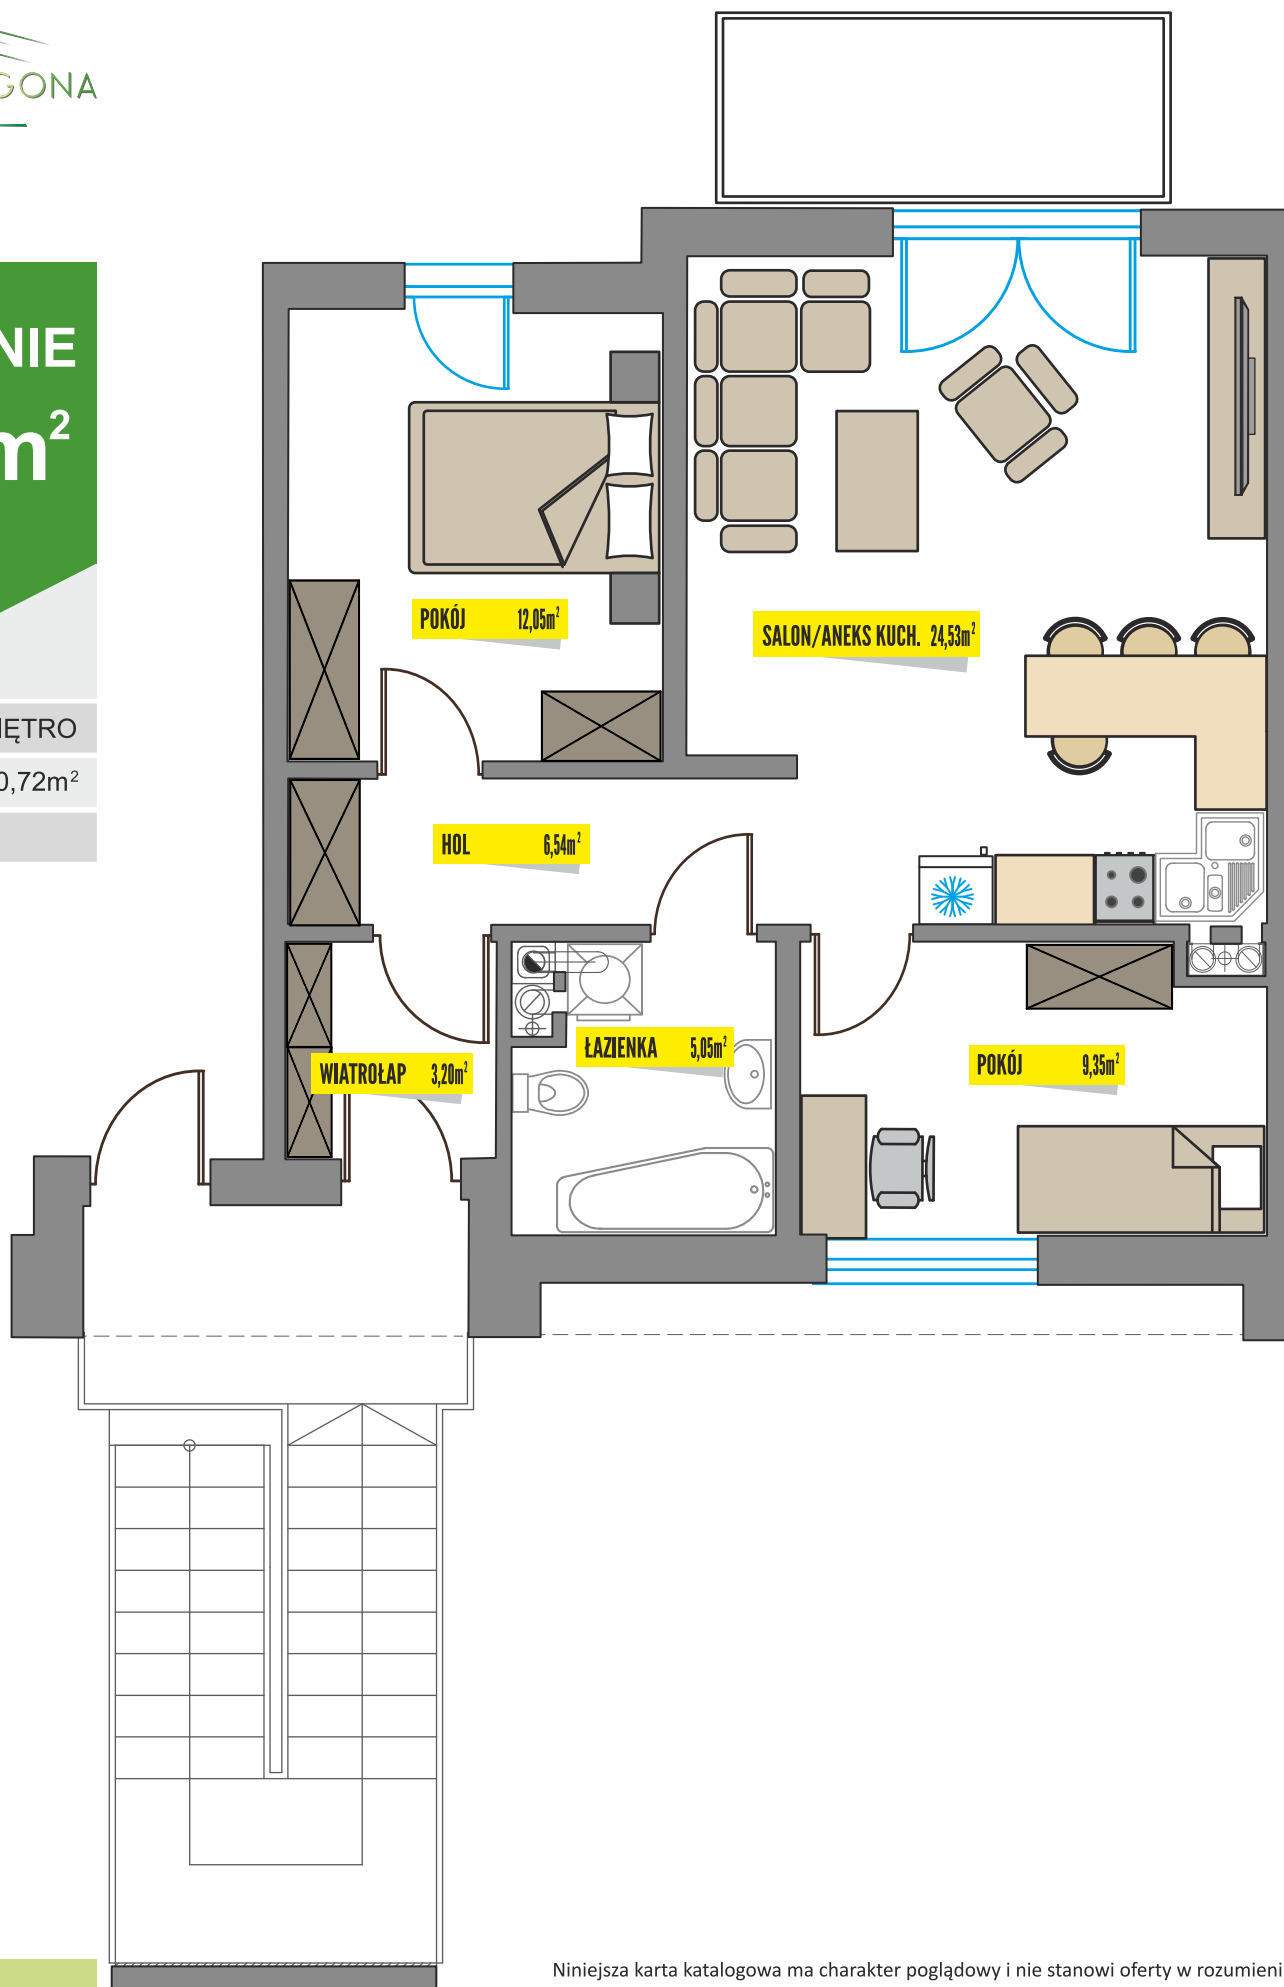 GONA
NIE
m²
IĘTRO
0,72m²
POKÓJ 12,05m²
SALON/ANEKS KUCH. 24,53m²
HOL 6,54m²
WIATROŁAP 3,20m²
ŁAZIENKA 5,05m²
POKÓJ 9,35m²
Niniejsza karta katalogowa ma charakter poglądowy i nie stanowi oferty w rozumieni